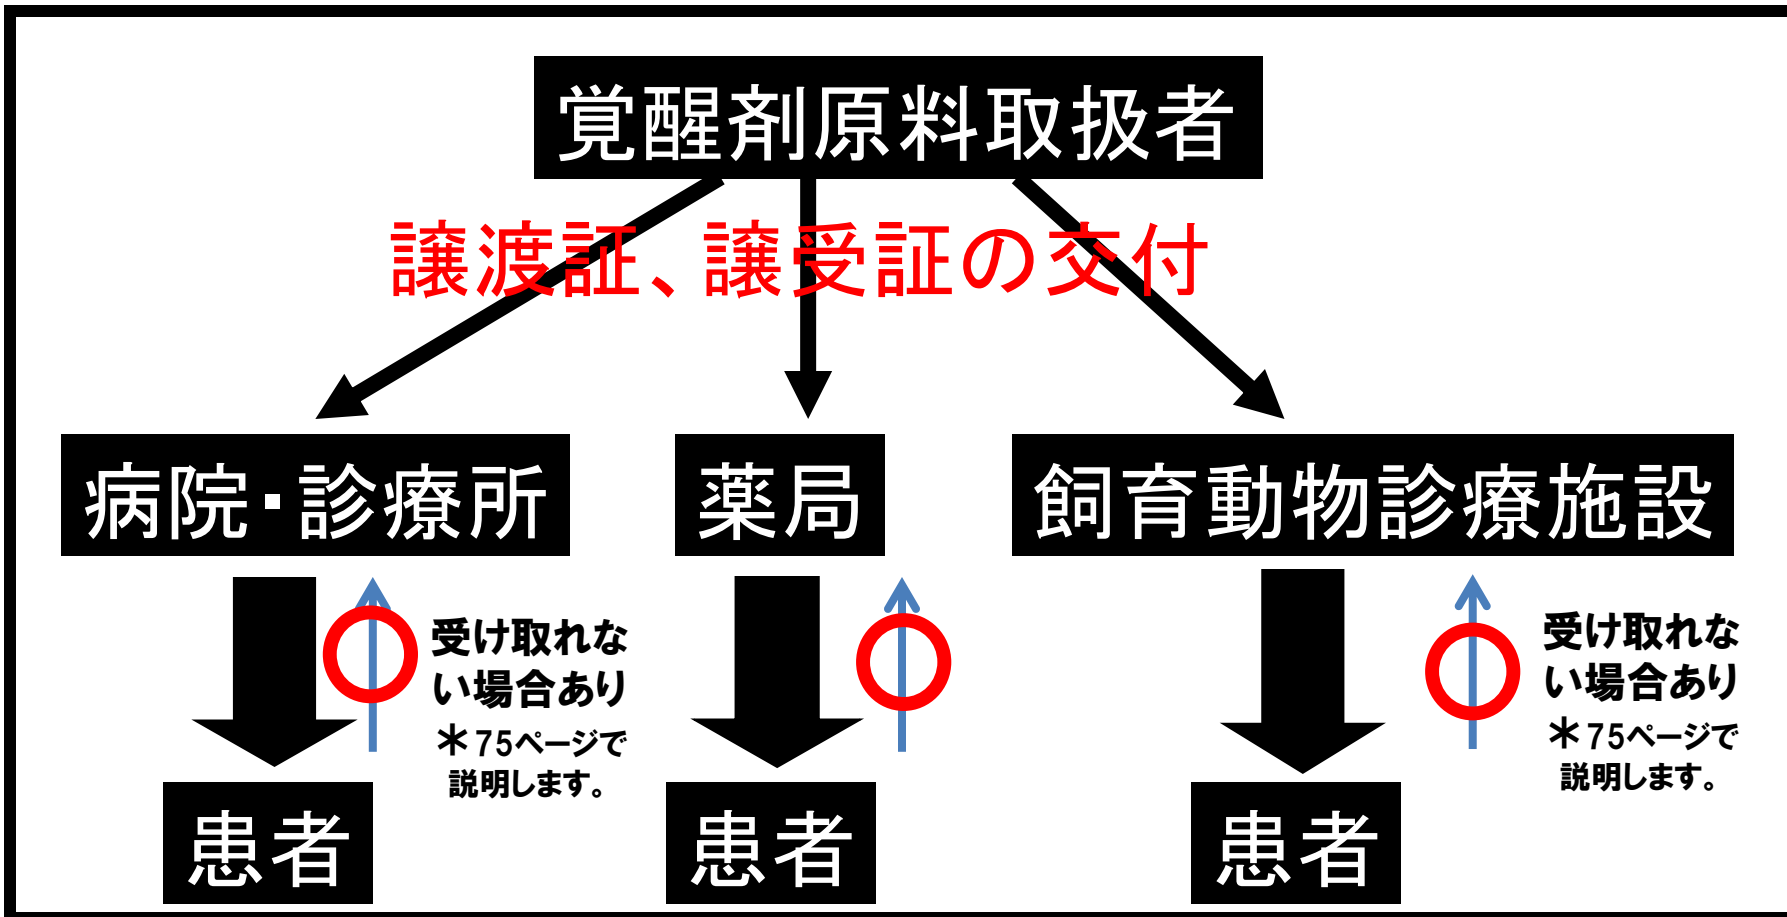 覚醒剤原料取扱者
譲渡証、譲受証の交付
病院・診療所
薬局
飼育動物診療施設
受け取れな
い場合あり
＊75ページで
説明します。
受け取れな
い場合あり
＊75ページで
説明します。
患者
患者
患者